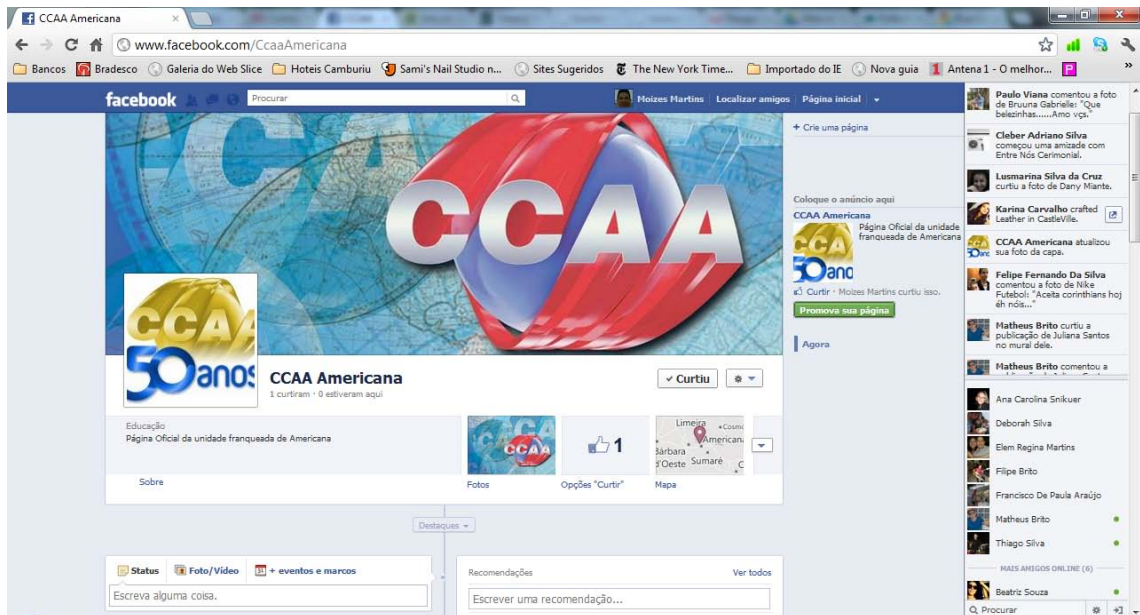 CCAA Americana
www.facebook.com/CcaaAmericana
Bancos
Bradesco
Galeria do Web Slice
Hoteis Camburiu
Sami's Nail Studio n...
Sites Sugeridos
The New York Time...
Importado do IE
Nova guia
Antena 1 - O melhor...
facebook
Procurar
Moizes Martins
Localizar amigos
Página inicial
CCAA
CCAA
50anos
CCAA Americana
1 curtiram · 0 estiveram aqui
Curtiu
Educação
Página Oficial da unidade franqueada de Americana
Sobre
CCAA
Fotos
1
Opções "Curtir"
Limeira
Americana
Bárbara
d'Oeste
Sumaré
Mapa
Destaques
Status
Foto/Vídeo
+ eventos e marcos
Escreva alguma coisa.
Recomendações
Ver todos
Escrever uma recomendação...
+ Crie uma página
Coloque o anúncio aqui
CCAA Americana
Página Oficial da unidade
franqueada de Americana
Curtir · Moizes Martins curtiu isso.
Promova sua página
Agora
Paulo Viana comentou a foto
de Bruuna Gabrielle: "Que
belezinhas......Amo vçs."
Cleber Adriano Silva
começou uma amizade com
Entre Nós Cerimonial.
Lusmarina Silva da Cruz
curtiu a foto de Dany Miante.
Karina Carvalho crafted
Leather in CastleVille.
CCAA Americana atualizou
sua foto da capa.
Felipe Fernando Da Silva
comentou a foto de Nike
Futebol: "Aceita corinthians hoj
éh nóis..."
Matheus Brito curtiu a
publicação de Juliana Santos
no mural dele.
Matheus Brito comentou a
Ana Carolina Snikuer
Deborah Silva
Elem Regina Martins
Filipe Brito
Francisco De Paula Araújo
Matheus Brito
Thiago Silva
MAIS AMIGOS ONLINE (6)
Beatriz Souza
Procurar